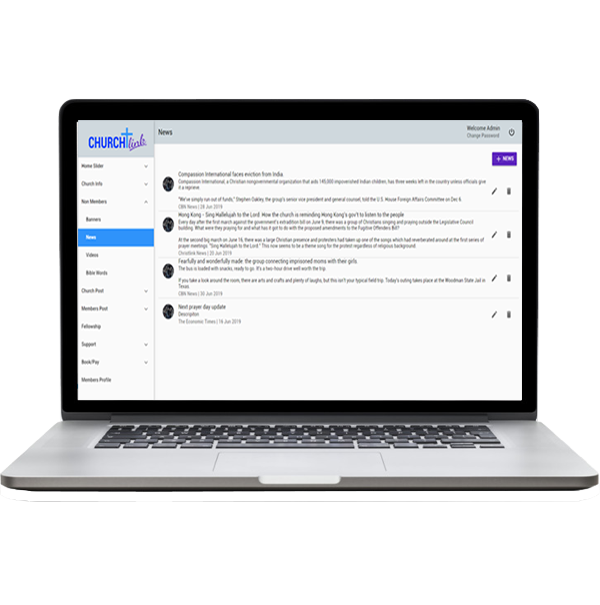 CHURCH link
News
Welcome Admin
Change Password
+ NEWS
Home Slider
Church Info
Non Members
Banners
News
Videos
Bible Words
Church Post
Members Post
Fellowship
Support
Book/Pay
Members Profile
Compassion International faces eviction from India.
Compassion International, a Christian nongovernmental organization that aids 145,000 impoverished Indian children, has three weeks left in the country unless officials give
it a reprieve.
"We've simply run out of funds," Stephen Oakley, the group's senior vice president and general counsel, told the U.S. House Foreign Affairs Committee on Dec 6.
CBN News | 28 Jun 2019
Hong Kong - Sing Hallelujah to the Lord: How the church is reminding Hong Kong's gov't to listen to the people
Every day after the first march against the government's extradition bill on June 9, there was a group of Christians singing and praying outside the Legislative Council
building. What were they praying for and what has it got to do with the proposed amendments to the Fugitive Offenders Bill?
At the second big march on June 16, there was a large Christian presence and protesters had taken up one of the songs which had reverberated around at the first series of
prayer meetings: "Sing Hallelujah to the Lord." This now seems to be a theme song for the protest regardless of religious background.
Christlink News | 20 Jun 2019
Fearfully and wonderfully made: the group connecting imprisoned moms with their girls.
The bus is loaded with snacks, ready to go. It's a two-hour drive well worth the trip.
If you take a look around the room, there are arts and crafts and plenty of laughs, but this isn't your typical field trip. Today's outing takes place at the Woodman State Jail in
Texas.
CBN News | 30 Jun 2019
Next prayer day update
Description
The Economic Times | 16 Jun 2019